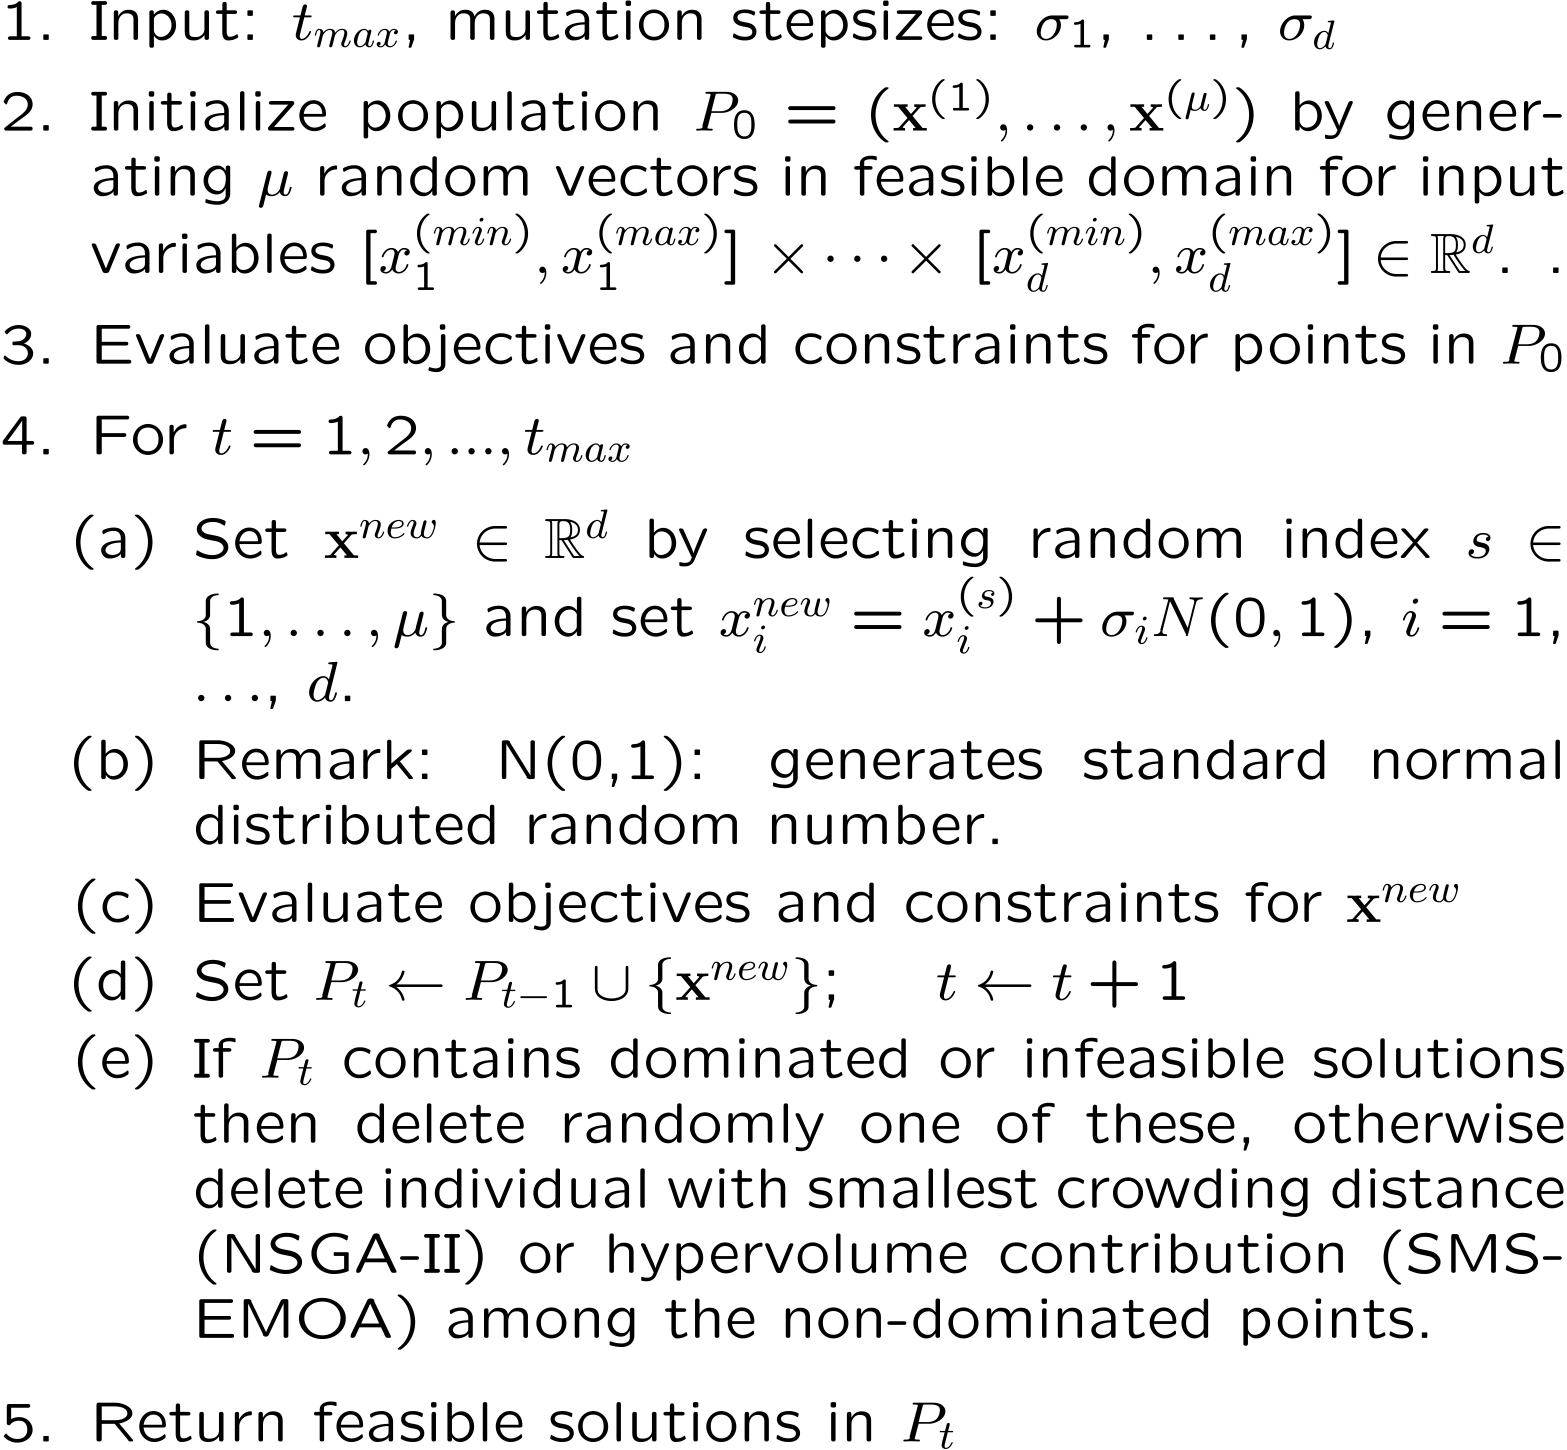 1. Input: t_{max}, mutation stepsizes: σ_1, ..., σ_d
2. Initialize population P_0 = (x^{(1)}, ..., x^{(μ)}) by gener-
ating μ random vectors in feasible domain for input
variables [x_1^{(min)}, x_1^{(max)}] × ··· × [x_d^{(min)}, x_d^{(max)}] ∈ ℝ^d. .
3. Evaluate objectives and constraints for points in P_0
4. For t = 1, 2, ..., t_{max}
(a) Set x^{new} ∈ ℝ^d by selecting random index s ∈
{1, ..., μ} and set x_i^{new} = x_i^{(s)} + σ_i N(0, 1), i = 1,
..., d.
(b) Remark: N(0,1): generates standard normal
distributed random number.
(c) Evaluate objectives and constraints for x^{new}
(d) Set P_t ← P_{t−1} ∪ {x^{new}}; t ← t + 1
(e) If P_t contains dominated or infeasible solutions
then delete randomly one of these, otherwise
delete individual with smallest crowding distance
(NSGA-II) or hypervolume contribution (SMS-
EMOA) among the non-dominated points.
5. Return feasible solutions in P_t